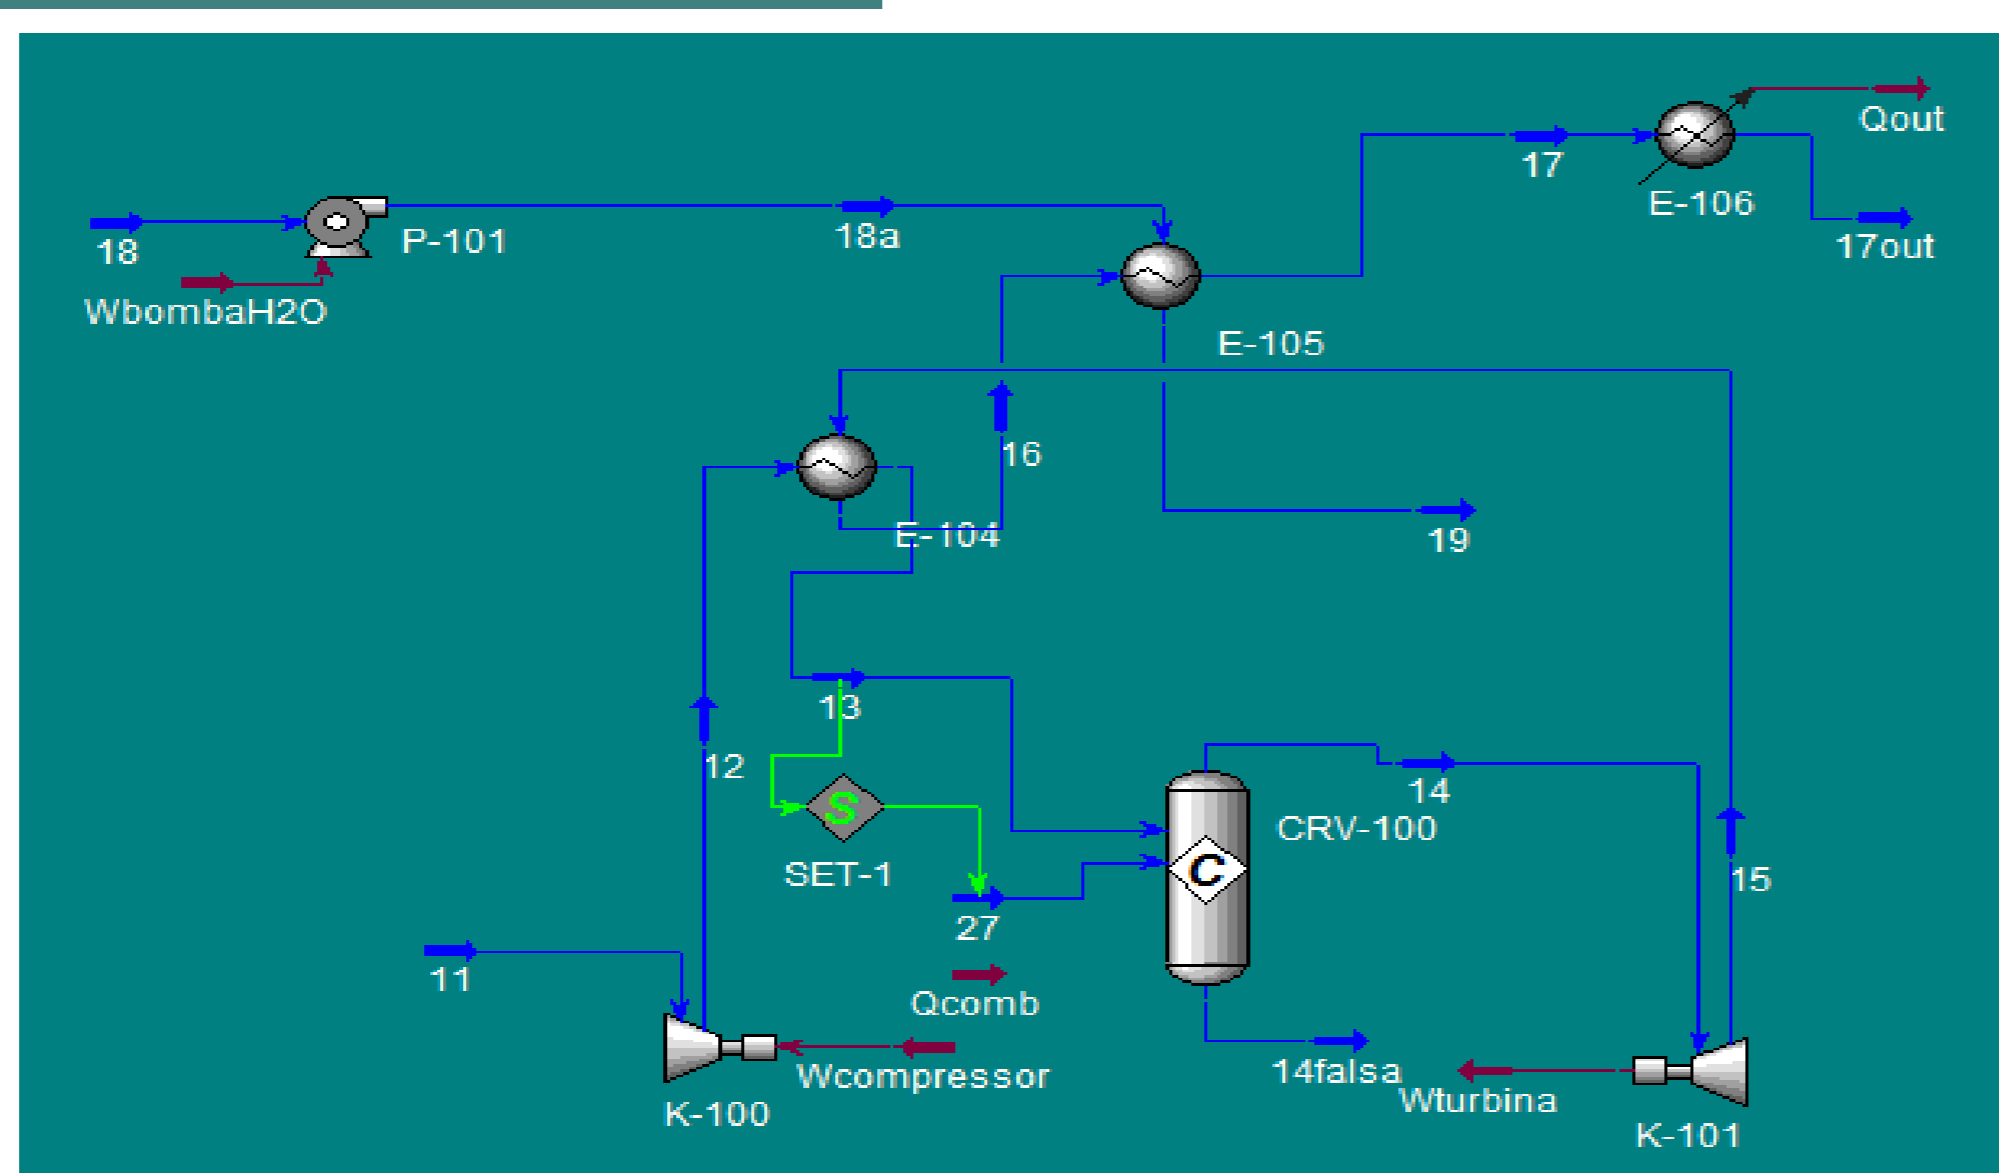 Qout
17
E-106
18
P-101
18a
17out
WbombaH2O
E-105
16
E-104
19
13
12
S
14
CRV-100
SET-1
C
15
27
11
Qcomb
Wcompressor
14falsa
Wturbina
K-100
K-101